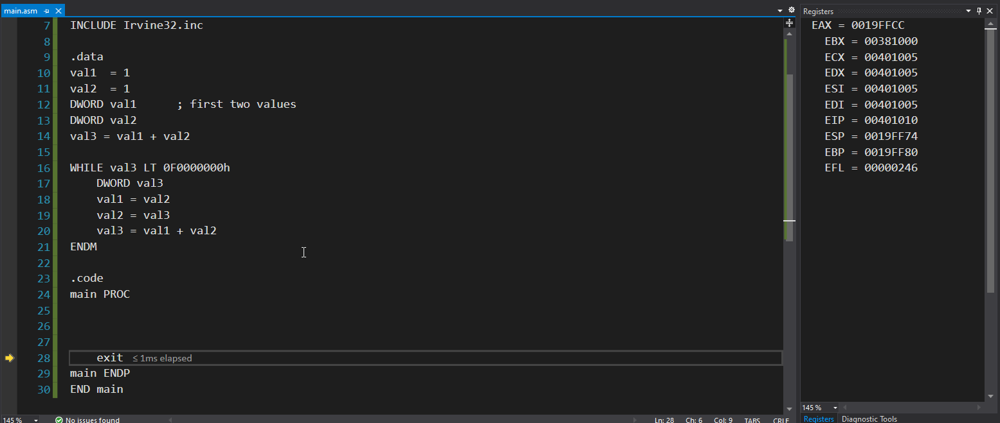 main.asm
7 INCLUDE Irvine32.inc
8
9 .data
10 val1  = 1
11 val2  = 1
12 DWORD val1      ; first two values
13 DWORD val2
14 val3 = val1 + val2
15
16 WHILE val3 LT 0F0000000h
17     DWORD val3
18     val1 = val2
19     val2 = val3
20     val3 = val1 + val2
21 ENDM
22
23 .code
24 main PROC
25
26
27
28     exit ≤ 1ms elapsed
29 main ENDP
30 END main
145 % No issues found Ln: 28 Ch: 6 Col: 9 TABS CRLF
Registers
EAX = 0019FFCC
EBX = 00381000
ECX = 00401005
EDX = 00401005
ESI = 00401005
EDI = 00401005
EIP = 00401010
ESP = 0019FF74
EBP = 0019FF80
EFL = 00000246
145 %
Registers Diagnostic Tools